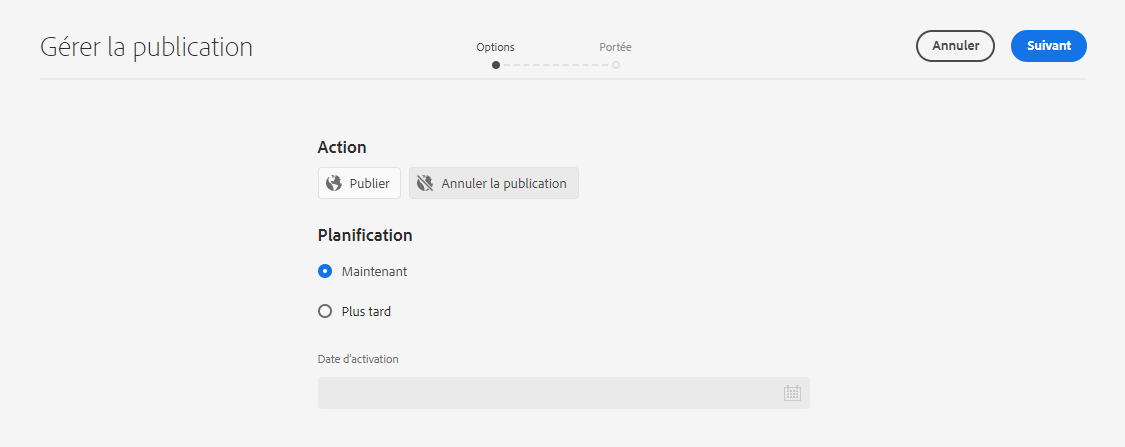 Gérer la publication
Options
Portée
Annuler
Suivant
Action
Publier
Annuler la publication
Planification
Maintenant
Plus tard
Date d'activation